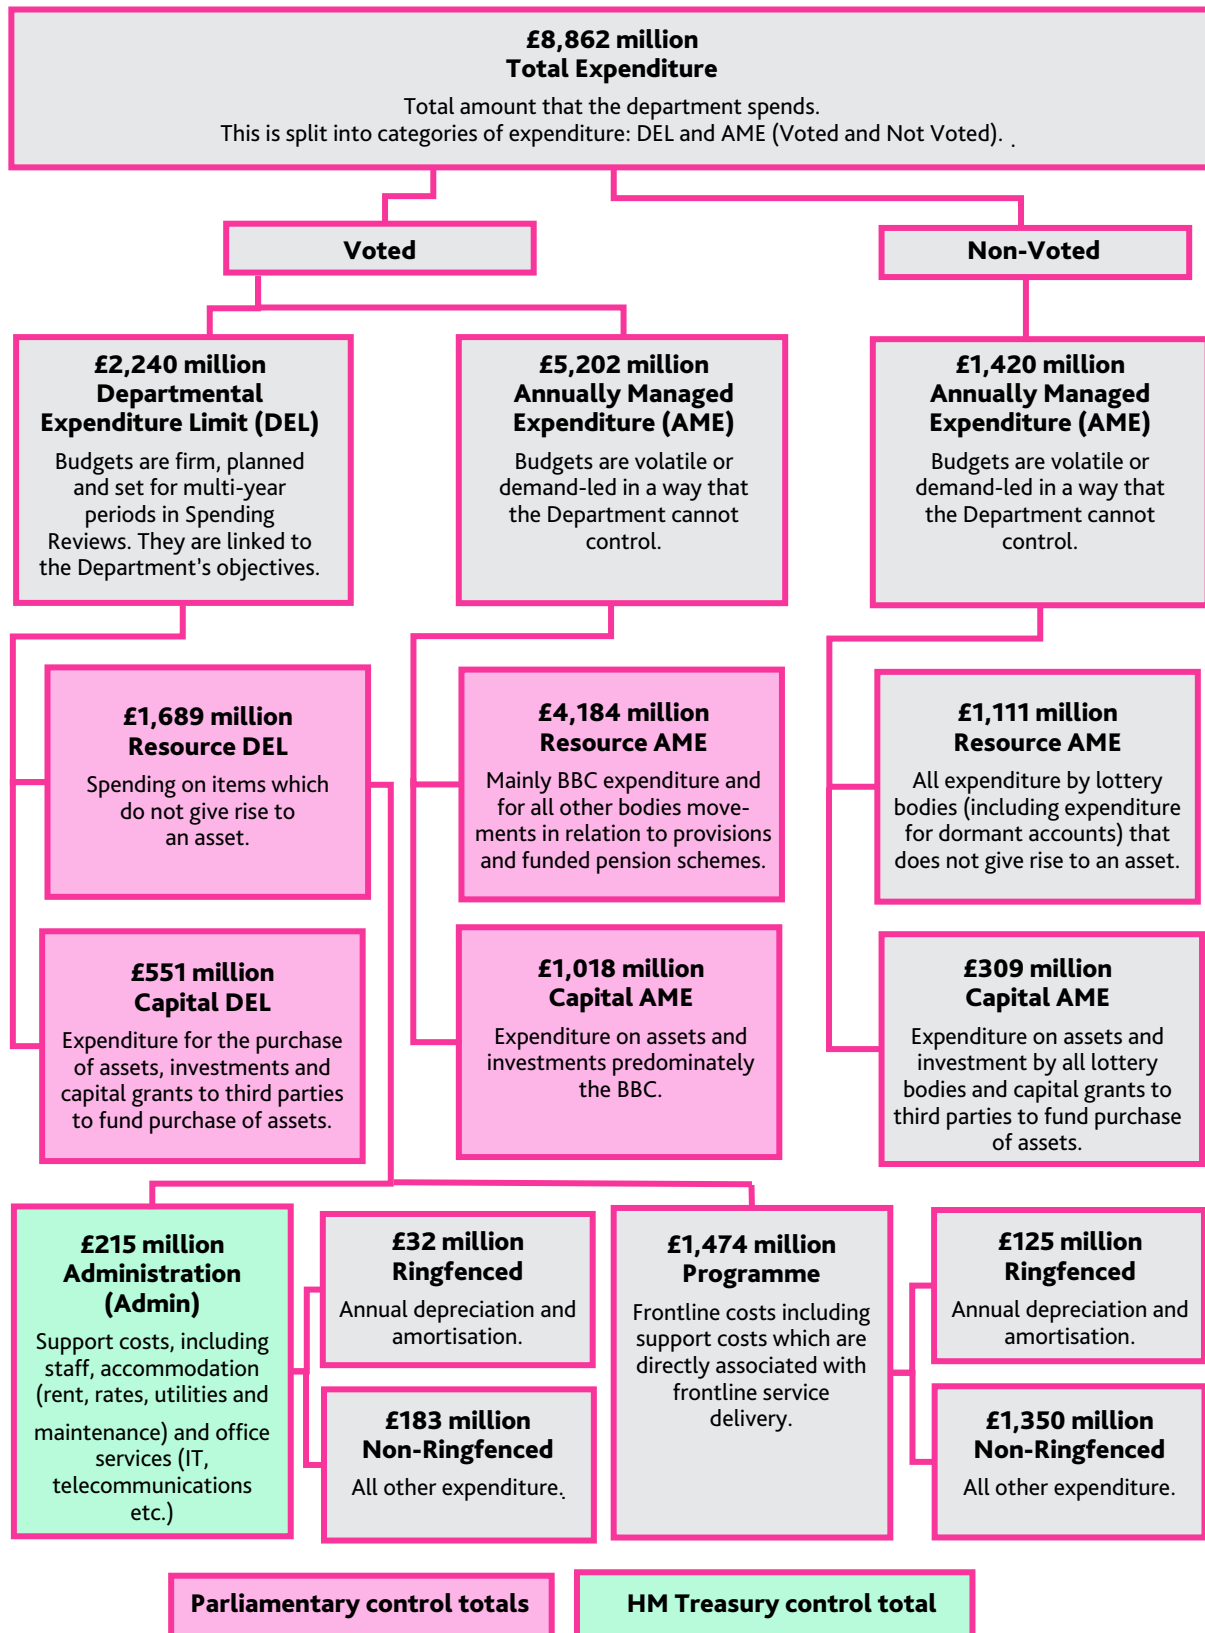 £8,862 million
Total Expenditure
Total amount that the department spends.
This is split into categories of expenditure: DEL and AME (Voted and Not Voted). .
Voted
Non-Voted
£2,240 million
Departmental
Expenditure Limit (DEL)
Budgets are firm, planned
and set for multi-year
periods in Spending
Reviews. They are linked to
the Department's objectives.
£5,202 million
Annually Managed
Expenditure (AME)
Budgets are volatile or
demand-led in a way that
the Department cannot
control.
£1,420 million
Annually Managed
Expenditure (AME)
Budgets are volatile or
demand-led in a way that
the Department cannot
control.
£1,689 million
Resource DEL
Spending on items which
do not give rise to
an asset.
£4,184 million
Resource AME
Mainly BBC expenditure and
for all other bodies move-
ments in relation to provisions
and funded pension schemes.
£1,111 million
Resource AME
All expenditure by lottery
bodies (including expenditure
for dormant accounts) that
does not give rise to an asset.
£551 million
Capital DEL
Expenditure for the purchase
of assets, investments and
capital grants to third parties
to fund purchase of assets.
£1,018 million
Capital AME
Expenditure on assets and
investments predominately
the BBC.
£309 million
Capital AME
Expenditure on assets and
investment by all lottery
bodies and capital grants to
third parties to fund purchase
of assets.
£215 million
Administration
(Admin)
Support costs, including
staff, accommodation
(rent, rates, utilities and
maintenance) and office
services (IT,
telecommunications
etc.)
£32 million
Ringfenced
Annual depreciation and
amortisation.
£183 million
Non-Ringfenced
All other expenditure..
£1,474 million
Programme
Frontline costs including
support costs which are
directly associated with
frontline service
delivery.
£125 million
Ringfenced
Annual depreciation and
amortisation.
£1,350 million
Non-Ringfenced
All other expenditure.
Parliamentary control totals
HM Treasury control total